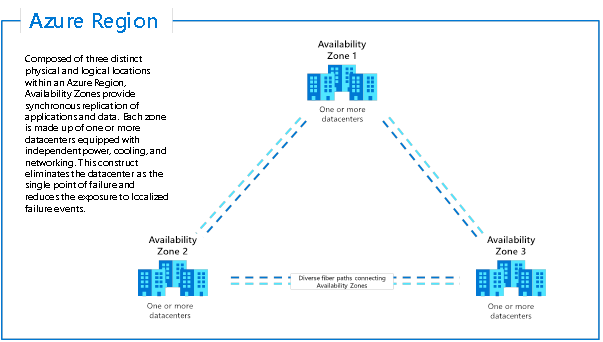 Azure Region
Composed of three distinct
physical and logical locations
within an Azure Region,
Availability Zones provide
synchronous replication of
applications and data. Each zone
is made up of one or more
datacenters equipped with
independent power, cooling, and
networking. This construct
eliminates the datacenter as the
single point of failure and
reduces the exposure to localized
failure events.
Availability
Zone 1
One or more
datacenters
Availability
Zone 2
One or more
datacenters
Diverse fiber paths connecting
Availability Zones
Availability
Zone 3
One or more
datacenters